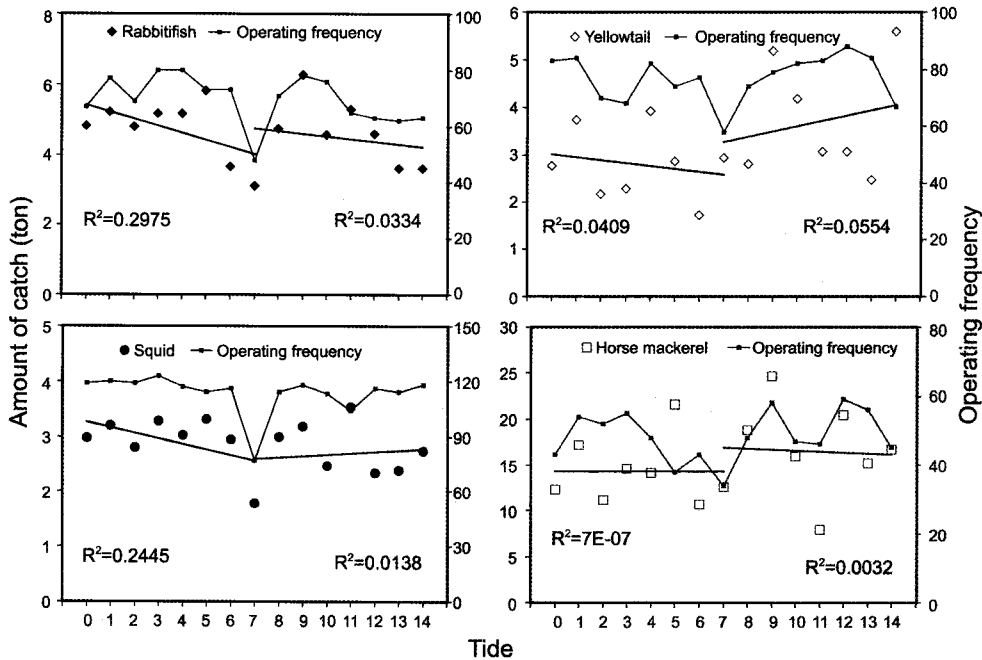 Amount of catch (ton)
Operating frequency
Tide
Rabbitifish Operating frequency
8
6
4
2
0
100
80
60
40
20
0
R²=0.2975
R²=0.0334
Yellowtail Operating frequency
6
5
4
3
2
1
0
100
80
60
40
20
0
R²=0.0409
R²=0.0554
Squid Operating frequency
5
4
3
2
1
0
150
120
90
60
30
0
R²=0.2445
R²=0.0138
0 1 2 3 4 5 6 7 8 9 10 11 12 13 14
Horse mackerel Operating frequency
30
25
20
15
10
5
0
80
60
40
20
0
R²=7E-07
R²=0.0032
0 1 2 3 4 5 6 7 8 9 10 11 12 13 14